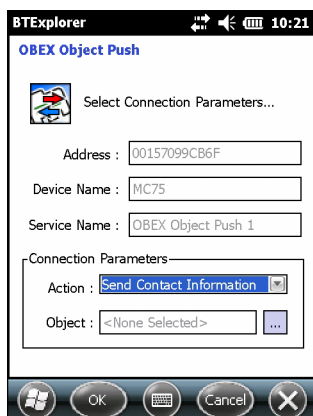 BTExplorer 10:21
OBEX Object Push
Select Connection Parameters...
Address : 00157099CB6F
Device Name : MC75
Service Name : OBEX Object Push 1
Connection Parameters
Action : Send Contact Information
Object : <None Selected> ...
OK Cancel